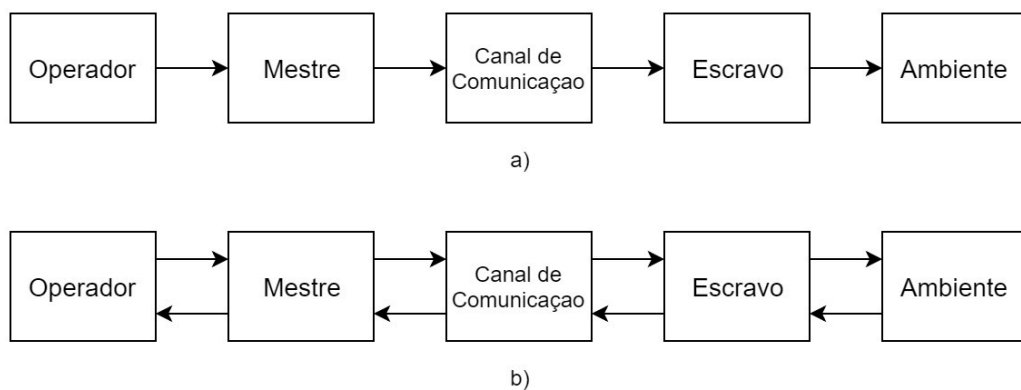 Operador
Mestre
Canal de
Comunicaçao
Escravo
Ambiente
a)
Operador
Mestre
Canal de
Comunicaçao
Escravo
Ambiente
b)